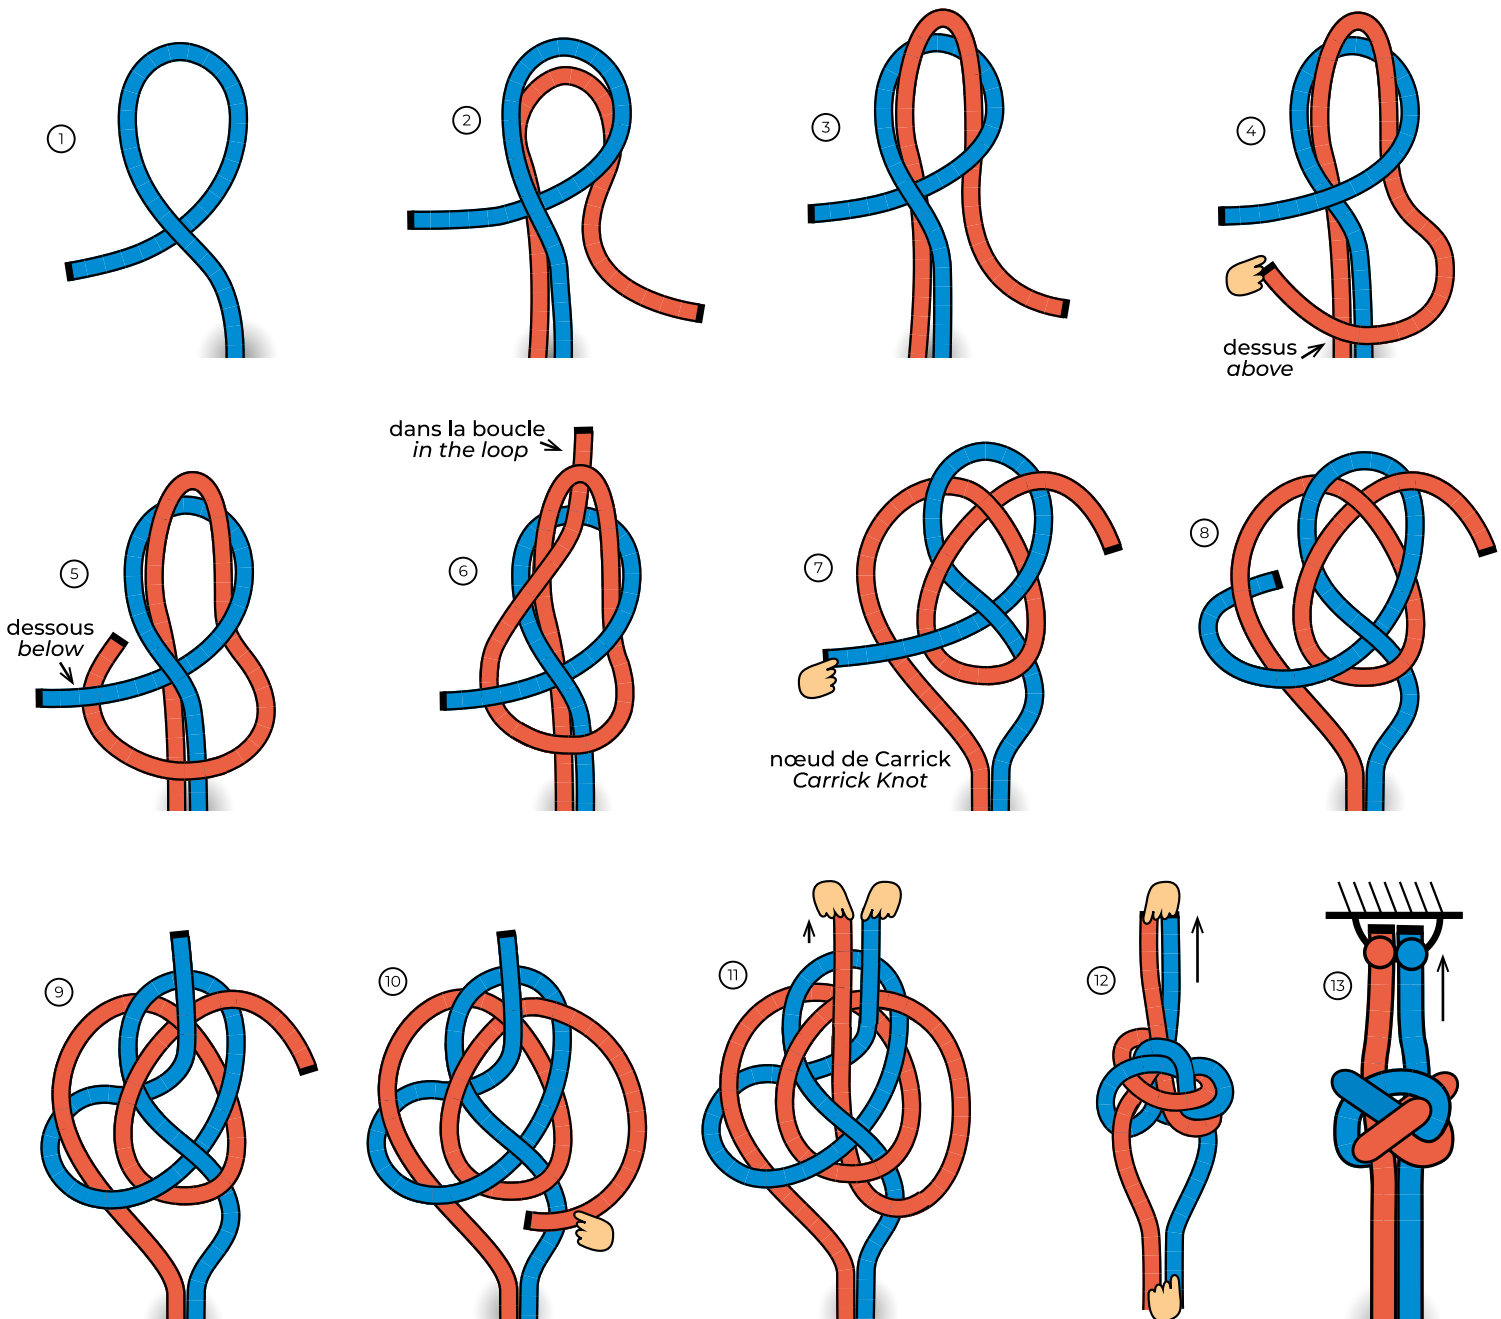 1
2
3
4
dessus
above
5
dessous
below
6
dans la boucle
in the loop
7
nœud de Carrick
Carrick Knot
8
9
10
11
12
13